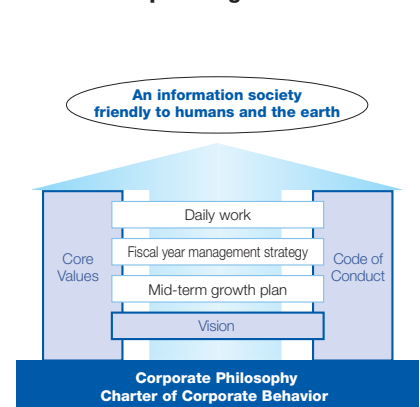 An information society
friendly to humans and the earth
Daily work
Fiscal year management strategy
Mid-term growth plan
Vision
Core
Values
Code of
Conduct
Corporate Philosophy
Charter of Corporate Behavior